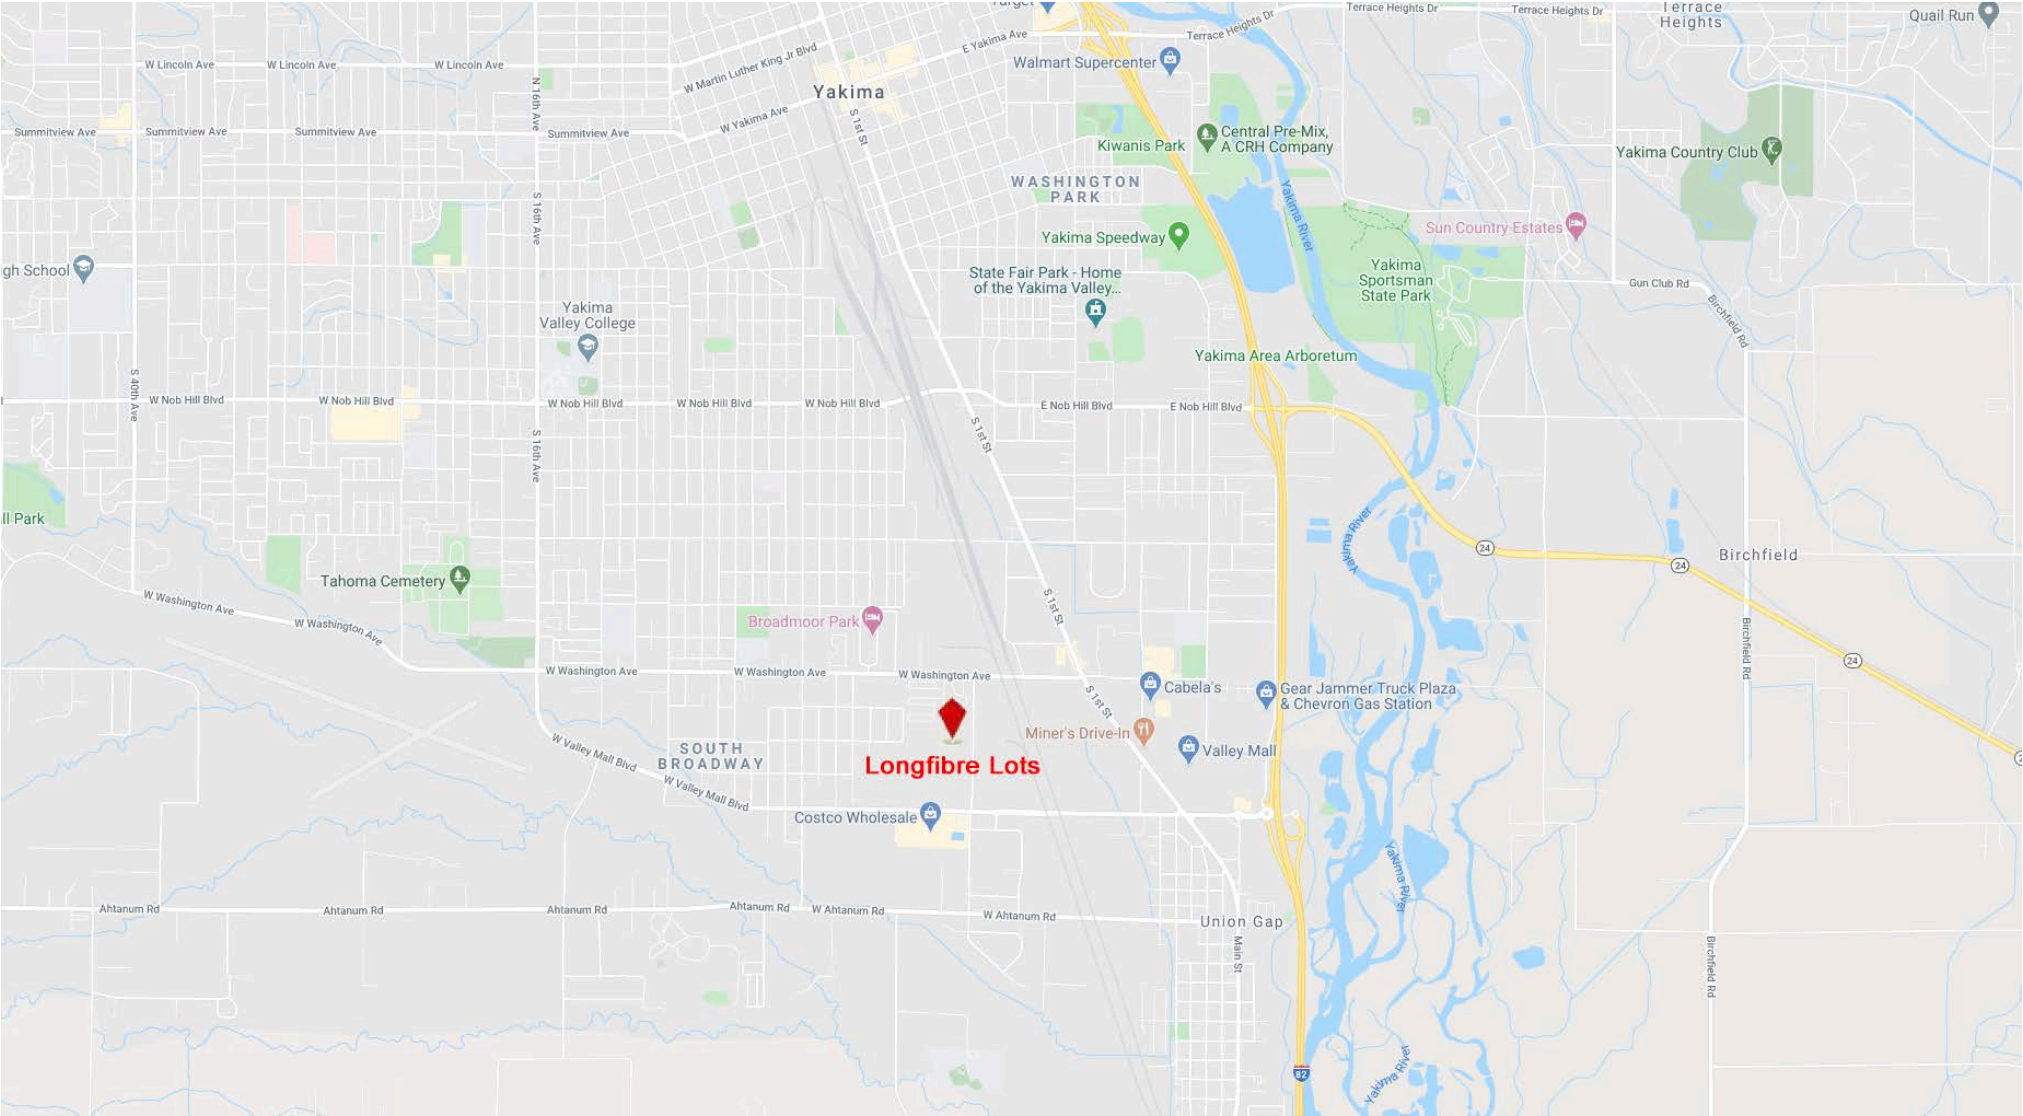 Target
Terrace Heights Dr
Terrace Heights Dr
Terrace
Heights
Quail Run
E Yakima Ave
Terrace Heights Dr
W Lincoln Ave
W Lincoln Ave
W Lincoln Ave
W Martin Luther King Jr Blvd
Walmart Supercenter
Yakima
N 16th Ave
S 1st St
W Yakima Ave
Summitview Ave
Summitview Ave
Summitview Ave
Summitview Ave
Kiwanis Park
Central Pre-Mix,
A CRH Company
Yakima Country Club
WASHINGTON
PARK
S 16th Ave
Yakima River
Yakima Speedway
Sun Country Estates
gh School
State Fair Park - Home
of the Yakima Valley...
Yakima
Sportsman
State Park
Gun Club Rd
Birchfield Rd
Yakima
Valley College
Yakima Area Arboretum
S 40th Ave
W Nob Hill Blvd
W Nob Hill Blvd
W Nob Hill Blvd
W Nob Hill Blvd
W Nob Hill Blvd
E Nob Hill Blvd
E Nob Hill Blvd
S 1st St
S 16th Ave
ll Park
Yakima River
24
24
Birchfield
Tahoma Cemetery
W Washington Ave
W Washington Ave
S 1st St
Broadmoor Park
Birchfield Rd
24
W Washington Ave
W Washington Ave
W Washington Ave
Cabela's
Gear Jammer Truck Plaza
& Chevron Gas Station
S 1st St
Miner's Drive-In
Valley Mall
SOUTH
BROADWAY
W Valley Mall Blvd
Longfibre Lots
W Valley Mall Blvd
Costco Wholesale
Yakima River
Ahtanum Rd
Ahtanum Rd
Ahtanum Rd
Ahtanum Rd
W Ahtanum Rd
W Ahtanum Rd
Union Gap
Main St
Birchfield Rd
82
Yakima River